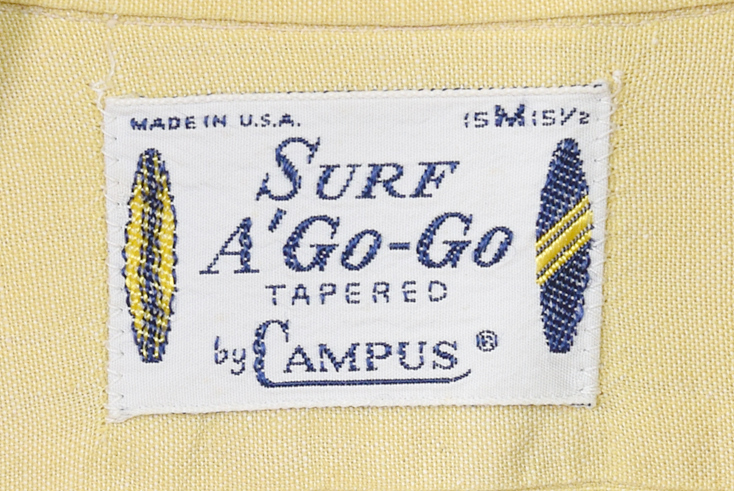 MADE IN U.S.A. 15 M 15½
SURF
A'GO-GO
TAPERED
by CAMPUS ®